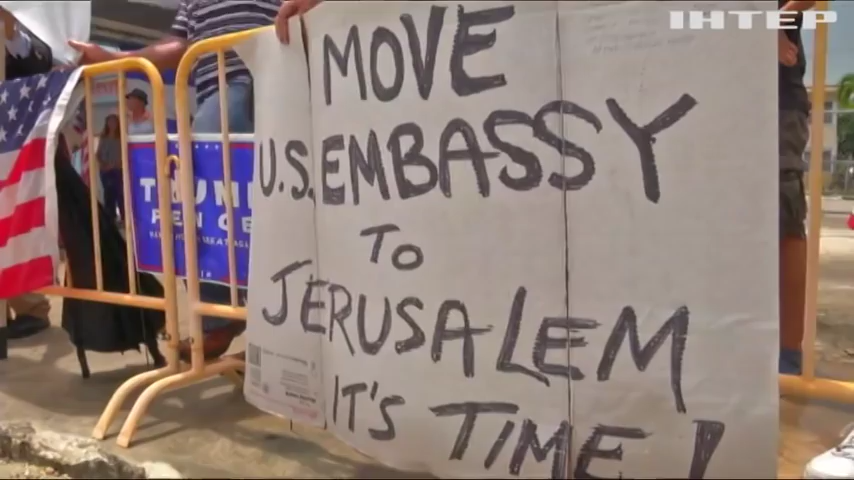 ІНТЕР
MOVE
U.S. EMBASSY
TO
JERUSALEM
IT'S TIME!
TRUMP
PENCE